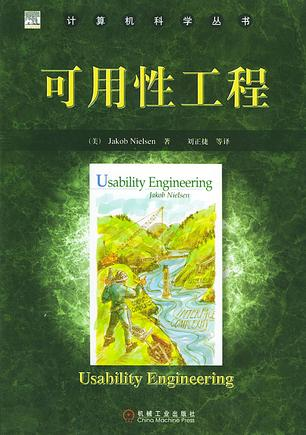 计算机科学丛书
可用性工程
（美） Jakob Nielsen 著 刘正捷 等译
Usability Engineering
Jakob Nielsen
Usability Engineering
机械工业出版社
China Machine Press